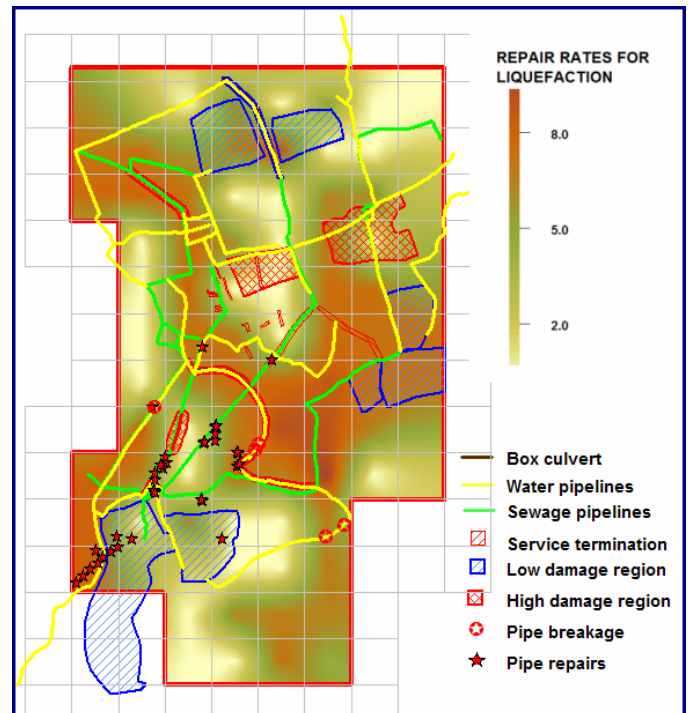 REPAIR RATES FOR
LIQUEFACTION
8.0
5.0
2.0
Box culvert
Water pipelines
Sewage pipelines
Service termination
Low damage region
High damage region
Pipe breakage
Pipe repairs